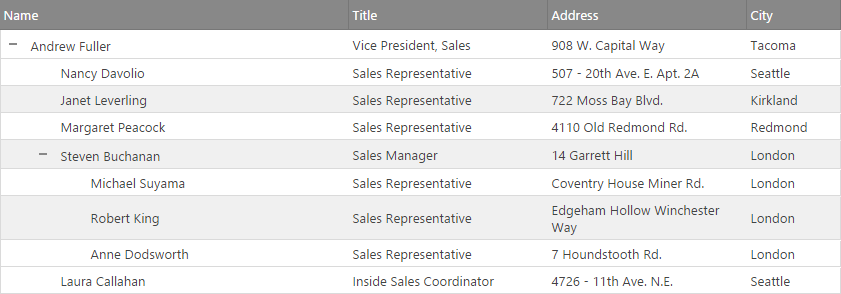 Name Title Address City
Andrew Fuller Vice President, Sales 908 W. Capital Way Tacoma
Nancy Davolio Sales Representative 507 - 20th Ave. E. Apt. 2A Seattle
Janet Leverling Sales Representative 722 Moss Bay Blvd. Kirkland
Margaret Peacock Sales Representative 4110 Old Redmond Rd. Redmond
Steven Buchanan Sales Manager 14 Garrett Hill London
Michael Suyama Sales Representative Coventry House Miner Rd. London
Robert King Sales Representative Edgeham Hollow Winchester Way London
Anne Dodsworth Sales Representative 7 Houndstooth Rd. London
Laura Callahan Inside Sales Coordinator 4726 - 11th Ave. N.E. Seattle